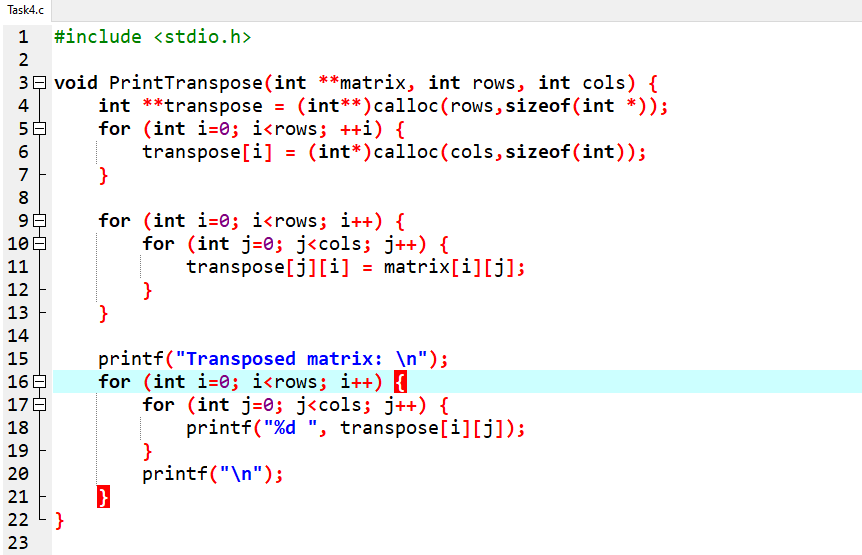 Task4.c
1 #include <stdio.h>
2
3 void PrintTranspose(int **matrix, int rows, int cols) {
4     int **transpose = (int**)calloc(rows,sizeof(int *));
5     for (int i=0; i<rows; ++i) {
6         transpose[i] = (int*)calloc(cols,sizeof(int));
7     }
8
9     for (int i=0; i<rows; i++) {
10         for (int j=0; j<cols; j++) {
11             transpose[j][i] = matrix[i][j];
12         }
13     }
14
15     printf("Transposed matrix: \n");
16     for (int i=0; i<rows; i++) {
17         for (int j=0; j<cols; j++) {
18             printf("%d ", transpose[i][j]);
19         }
20         printf("\n");
21     }
22 }
23